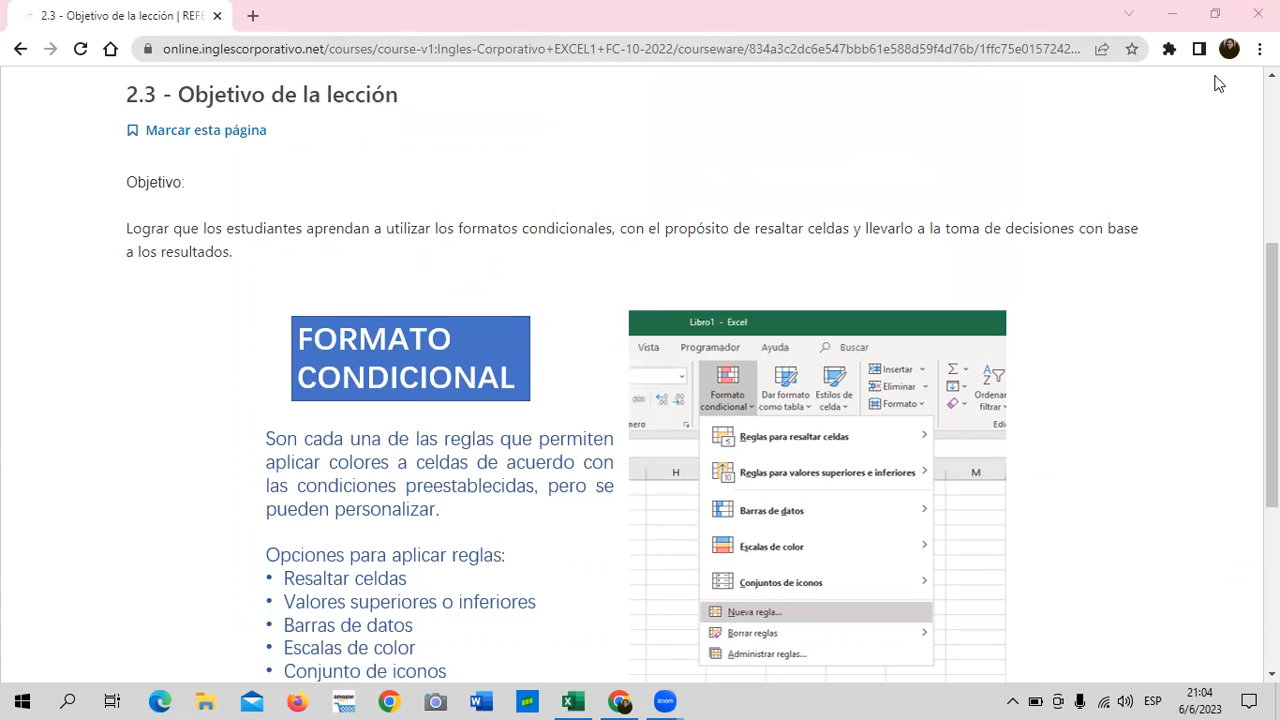 2.3 - Objetivo de la lección | REFE
online.inglescorporativo.net/courses/course-v1:Ingles-Corporativo+EXCEL1+FC-10-2022/courseware/834a3c2dc6e547bbb61e588d59f4d76b/1ffc75e0157242...
2.3 - Objetivo de la lección
Marcar esta página
Objetivo:
Lograr que los estudiantes aprendan a utilizar los formatos condicionales, con el propósito de resaltar celdas y llevarlo a la toma de decisiones con base
a los resultados.
FORMATO
CONDICIONAL
Son cada una de las reglas que permiten
aplicar colores a celdas de acuerdo con
las condiciones preestablecidas, pero se
pueden personalizar.
Opciones para aplicar reglas:
• Resaltar celdas
• Valores superiores o inferiores
• Barras de datos
• Escalas de color
• Conjunto de iconos
Libro1 - Excel
Vista Programador Ayuda Buscar
Formato condicional
Dar formato como tabla
Estilos de celda
Insertar
Eliminar
Formato
Ordenar
filtrar
mero
Edi
H M
Reglas para resaltar celdas
Reglas para valores superiores e inferiores
10
Barras de datos
Escalas de color
Conjuntos de iconos
Nueva regla...
Borrar reglas
Administrar reglas...
amazon
zoom
ESP
21:04
6/6/2023